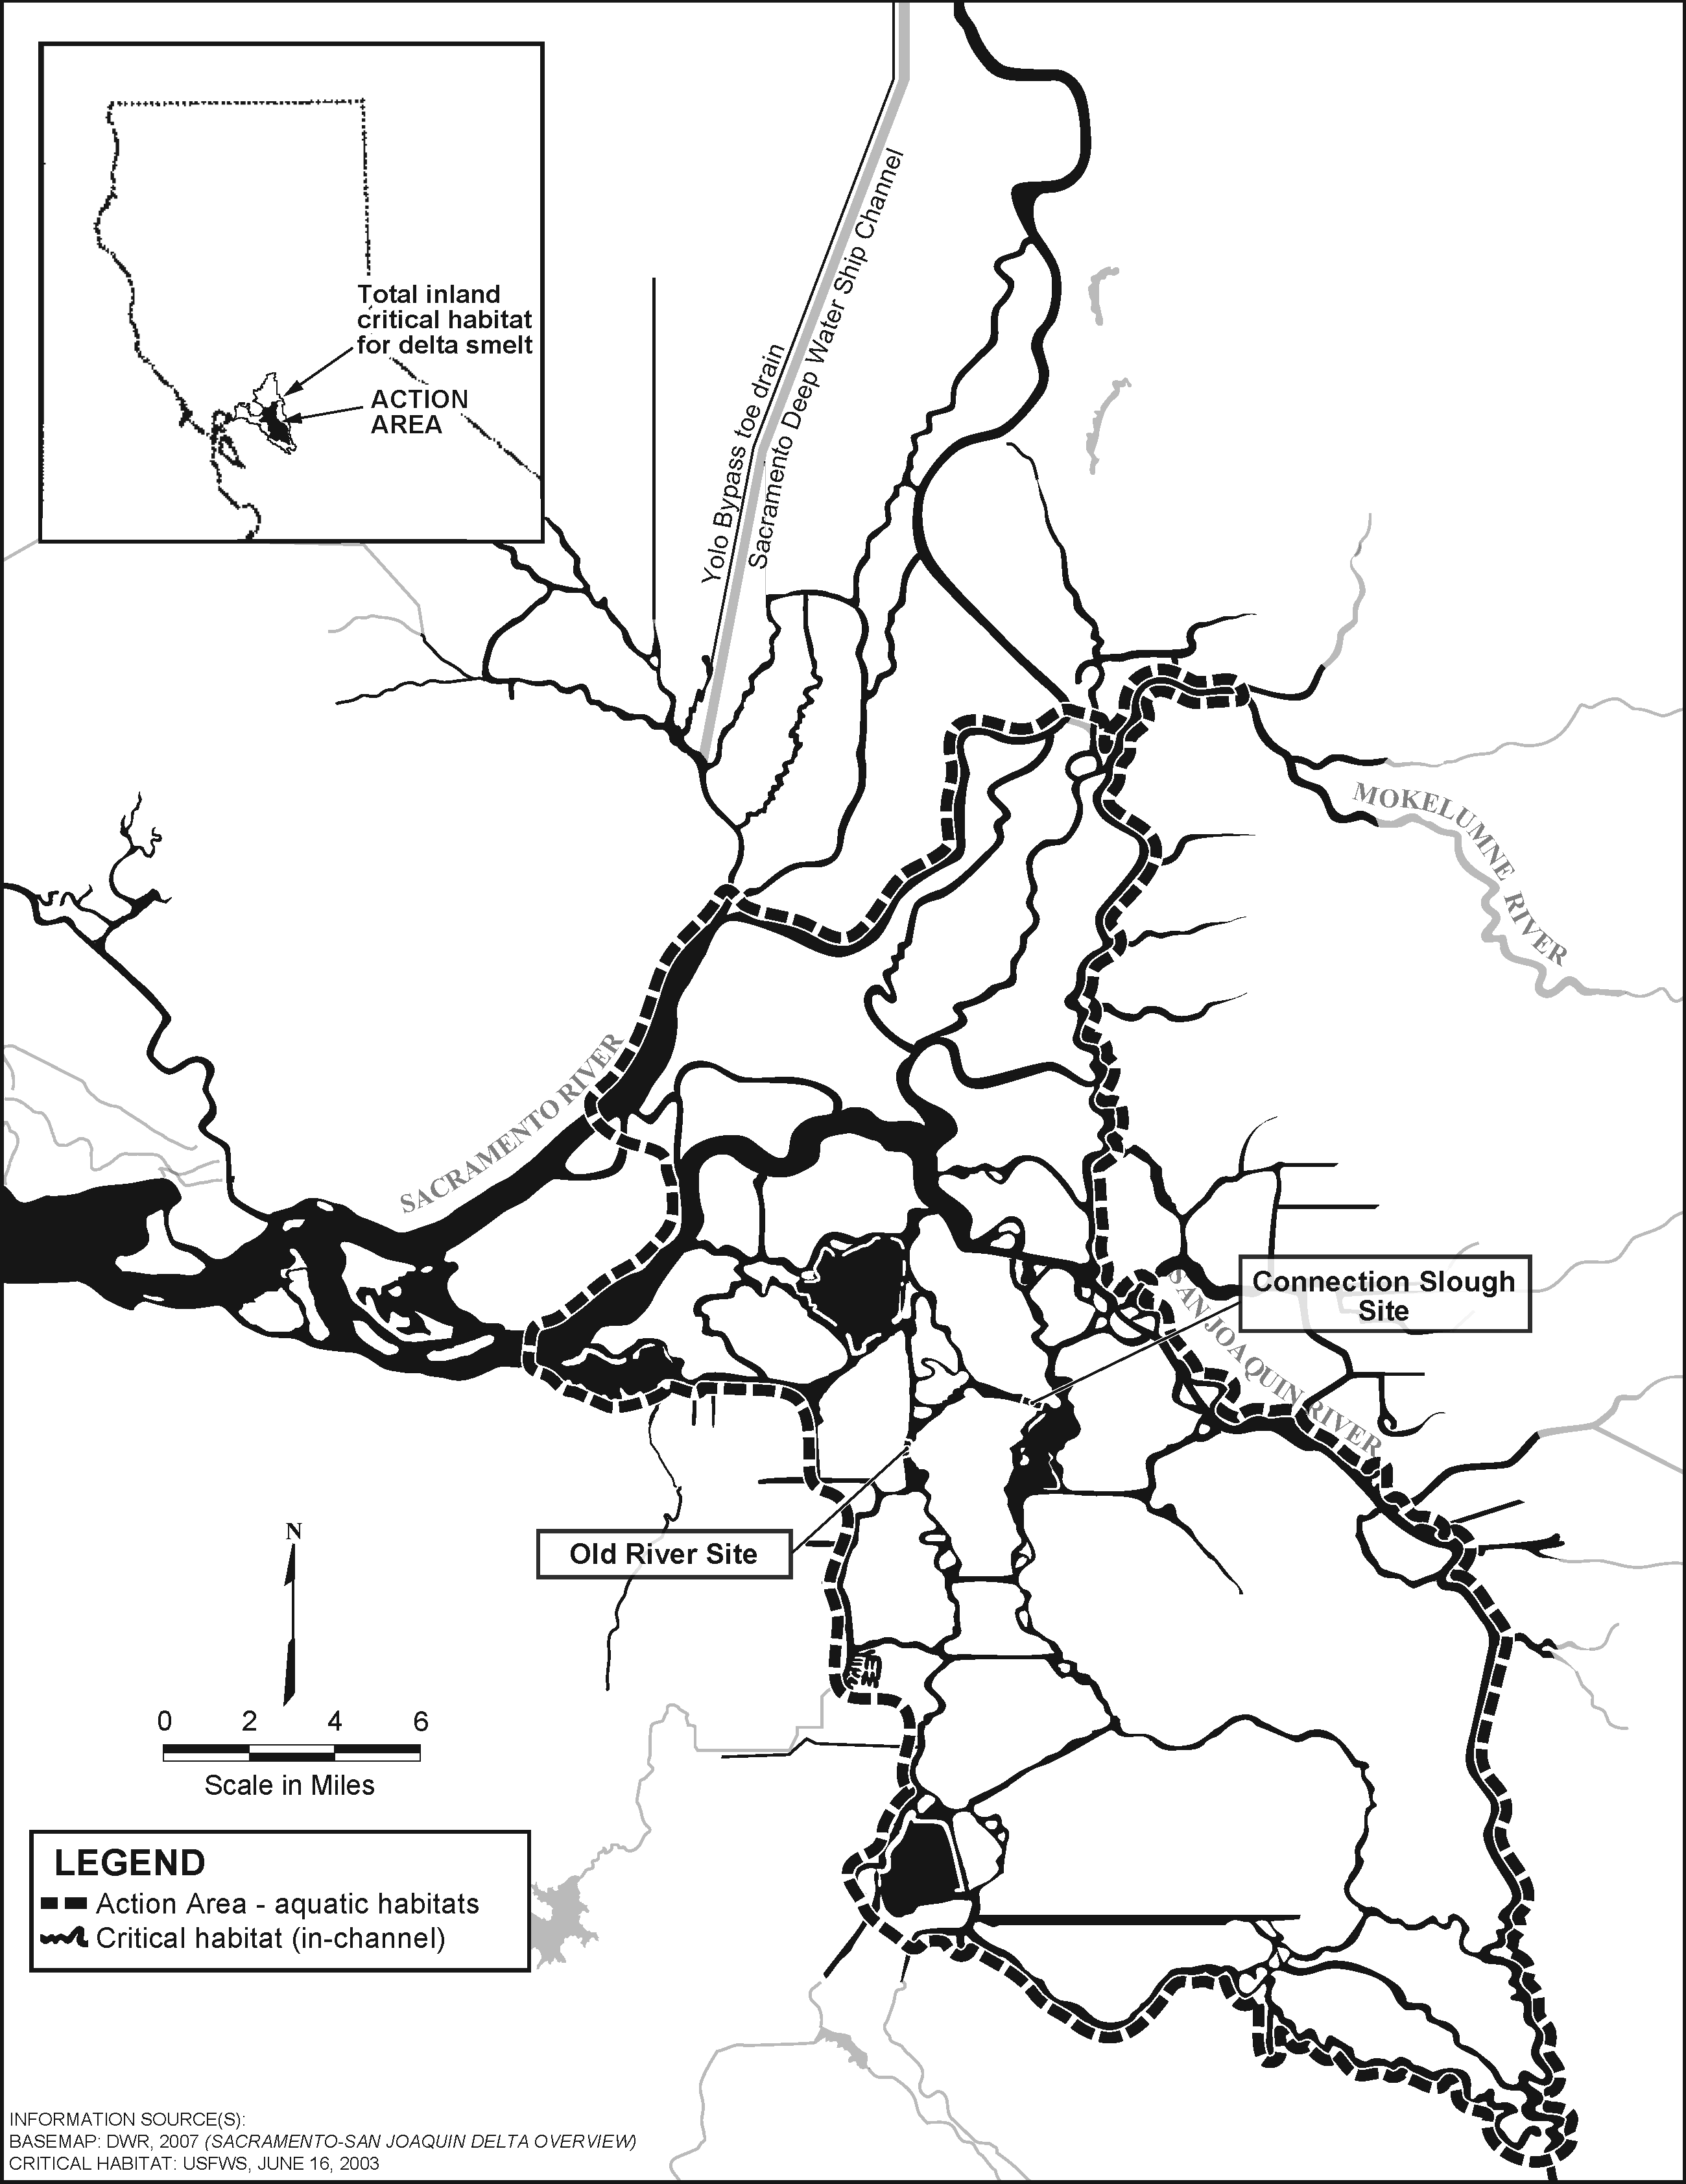 Total inland
critical habitat
for delta smelt
ACTION
AREA
Yolo Bypass toe drain
Sacramento Deep Water Ship Channel
MOKELUMNE RIVER
SACRAMENTO RIVER
Connection Slough
Site
SAN JOAQUIN RIVER
Old River Site
N
0 2 4 6
Scale in Miles
LEGEND
Action Area - aquatic habitats
Critical habitat (in-channel)
INFORMATION SOURCE(S):
BASEMAP: DWR, 2007 (SACRAMENTO-SAN JOAQUIN DELTA OVERVIEW)
CRITICAL HABITAT: USFWS, JUNE 16, 2003